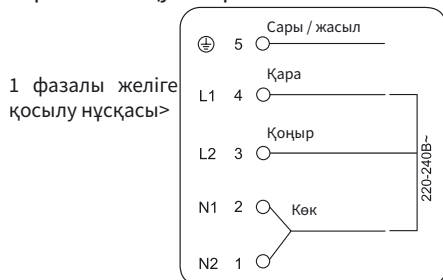 1 фазалы желіге
қосылу нұсқасы>
5 Сары / жасыл
L1 4 Қара
L2 3 Қоңыр
N1 2 Көк
N2 1
220-240В~